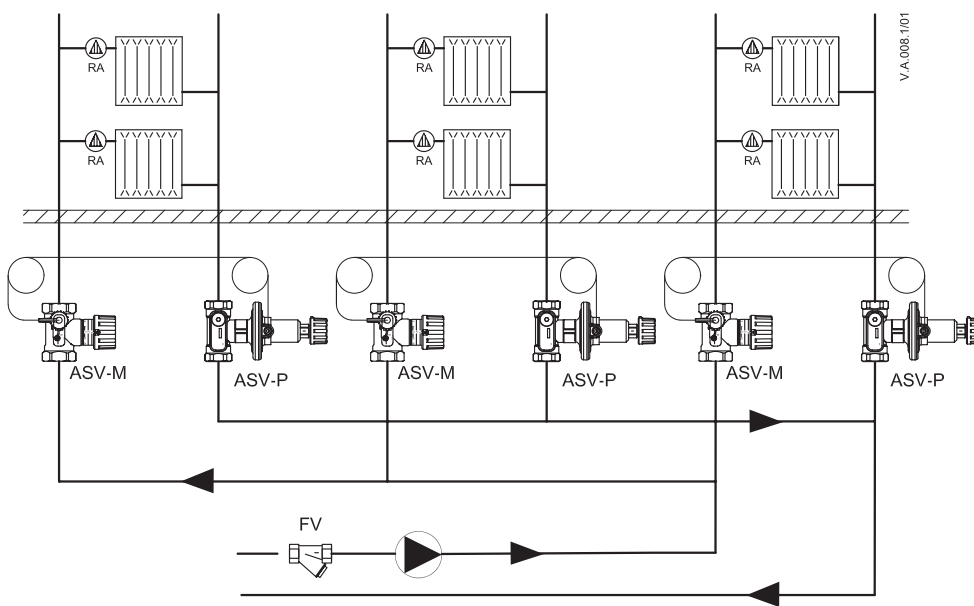 V.A.008.1/01
RA
RA
RA
RA
RA
RA
ASV-M
ASV-P
ASV-M
ASV-P
ASV-M
ASV-P
FV